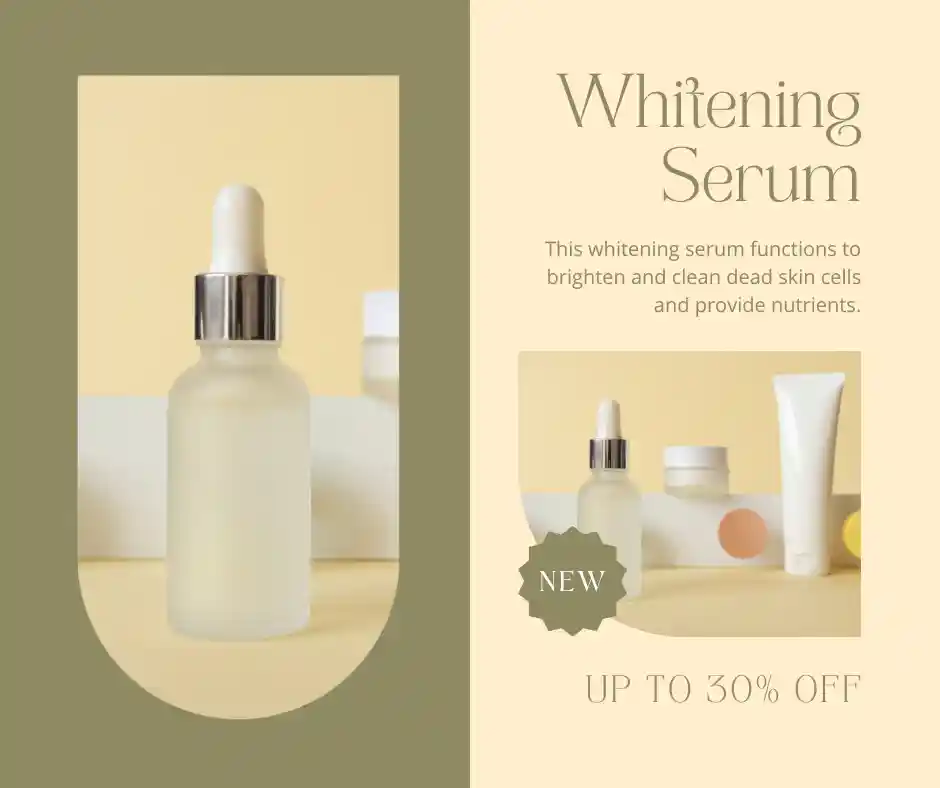 Whitening
Serum
This whitening serum functions to
brighten and clean dead skin cells
and provide nutrients.
NEW
UP TO 30% OFF